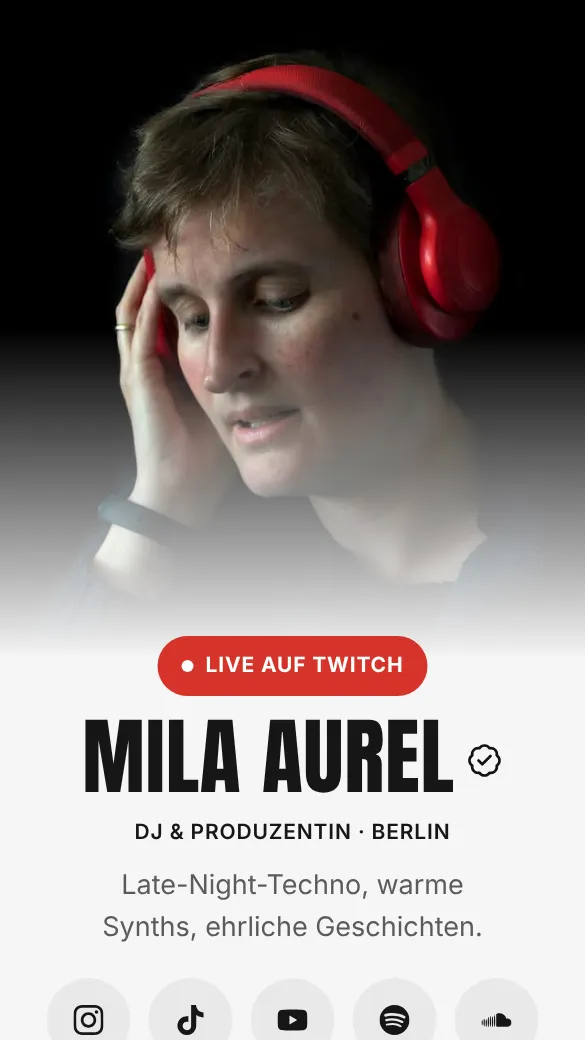 LIVE AUF TWITCH
MILA AUREL
DJ & PRODUZENTIN · BERLIN
Late-Night-Techno, warme
Synths, ehrliche Geschichten.